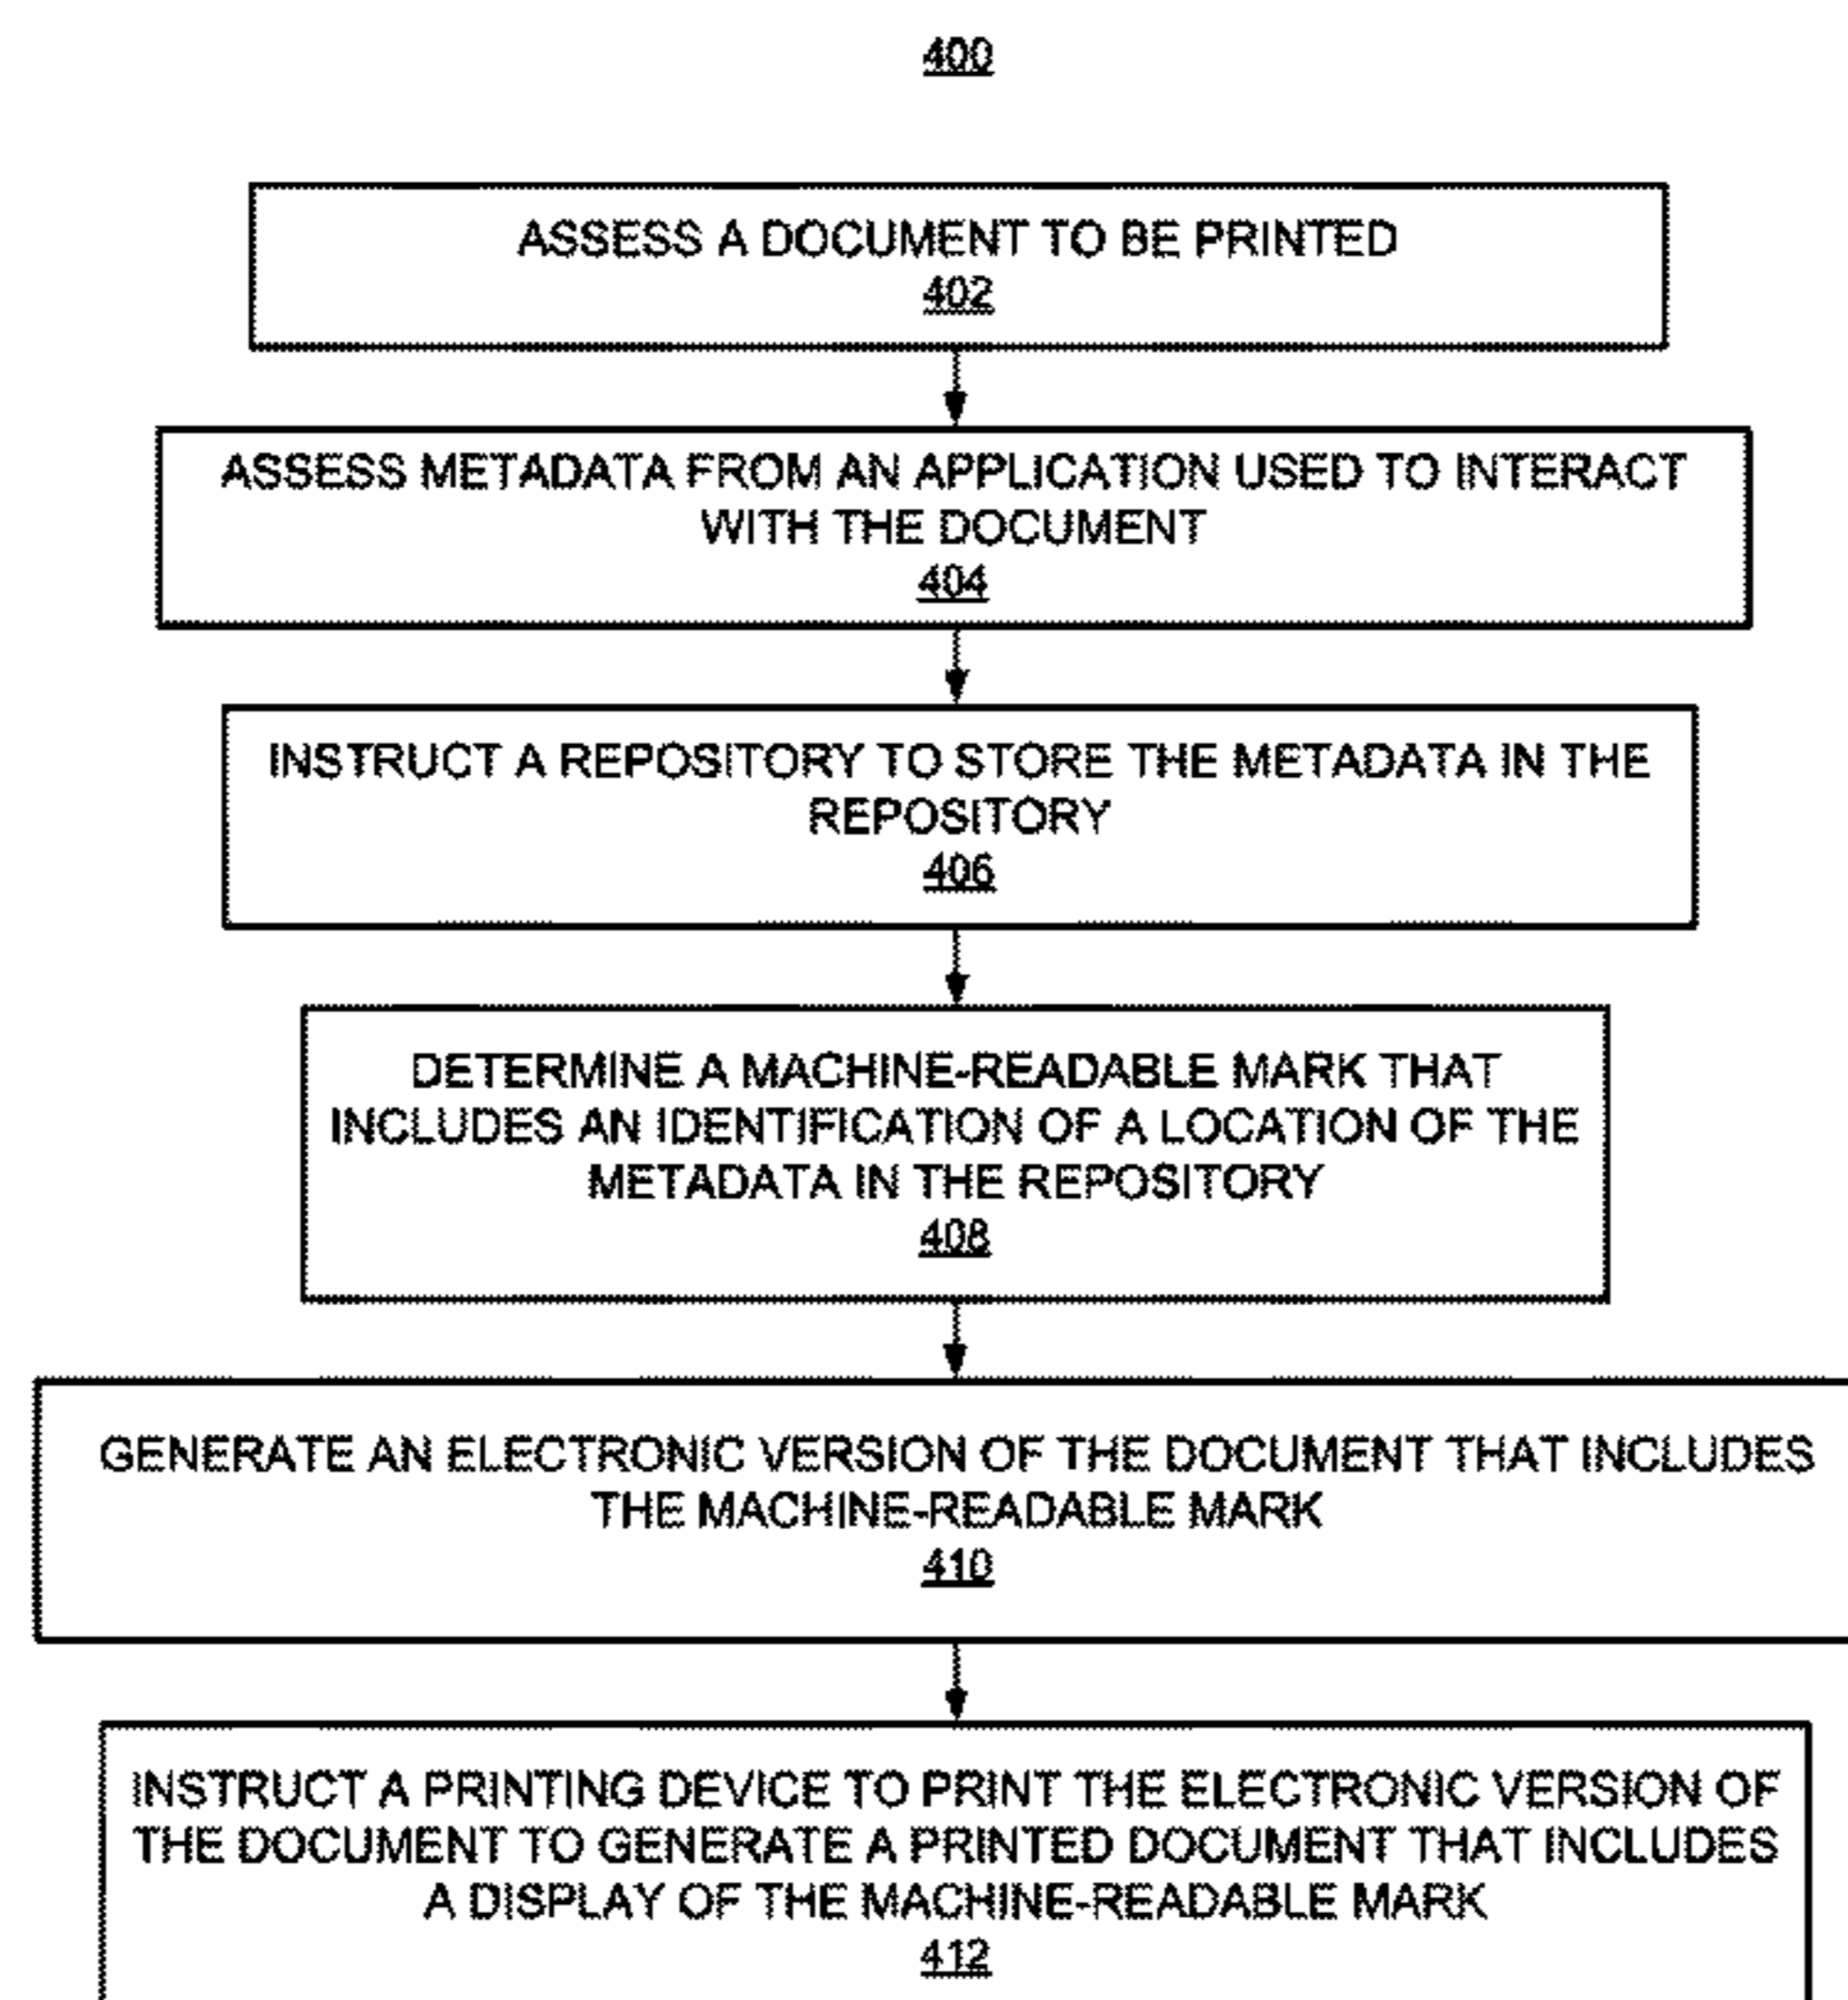 400
ASSESS A DOCUMENT TO BE PRINTED
402
ASSESS METADATA FROM AN APPLICATION USED TO INTERACT
WITH THE DOCUMENT
404
INSTRUCT A REPOSITORY TO STORE THE METADATA IN THE
REPOSITORY
406
DETERMINE A MACHINE-READABLE MARK THAT
INCLUDES AN IDENTIFICATION OF A LOCATION OF THE
METADATA IN THE REPOSITORY
408
GENERATE AN ELECTRONIC VERSION OF THE DOCUMENT THAT INCLUDES
THE MACHINE-READABLE MARK
410
INSTRUCT A PRINTING DEVICE TO PRINT THE ELECTRONIC VERSION OF
THE DOCUMENT TO GENERATE A PRINTED DOCUMENT THAT INCLUDES
A DISPLAY OF THE MACHINE-READABLE MARK
412